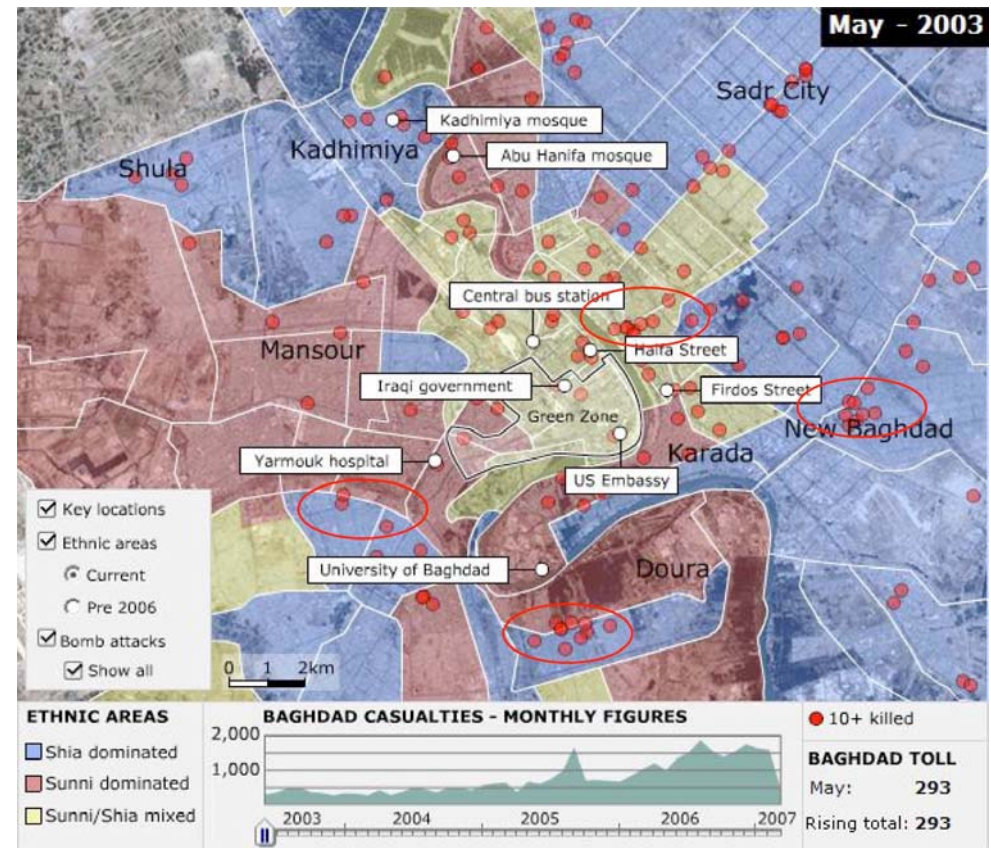 May - 2003
Sadr City
Kadhimiya mosque
Kadhimiya
Abu Hanifa mosque
Shula
Central bus station
Mansour
Haifa Street
Iraqi government
Firdos Street
Green Zone
New Baghdad
Karada
Yarmouk hospital
US Embassy
Key locations
Ethnic areas
Current
Pre 2006
Bomb attacks
Show all
University of Baghdad
Doura
0 1 2km
ETHNIC AREAS
Shia dominated
Sunni dominated
Sunni/Shia mixed
BAGHDAD CASUALTIES - MONTHLY FIGURES
2,000
1,000
2003 2004 2005 2006 2007
10+ killed
BAGHDAD TOLL
May: 293
Rising total: 293